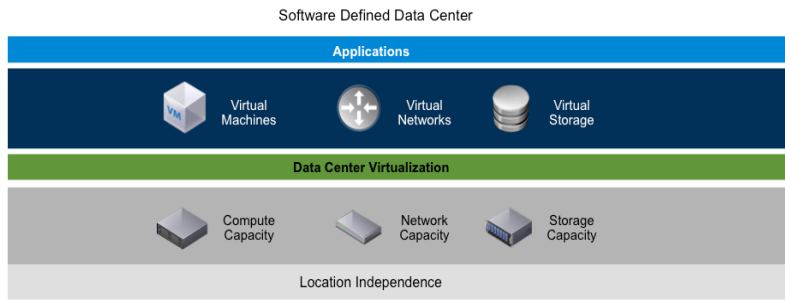 Software Defined Data Center
Applications
VM
Virtual
Machines
Virtual
Networks
Virtual
Storage
Data Center Virtualization
Compute
Capacity
Network
Capacity
Storage
Capacity
Location Independence